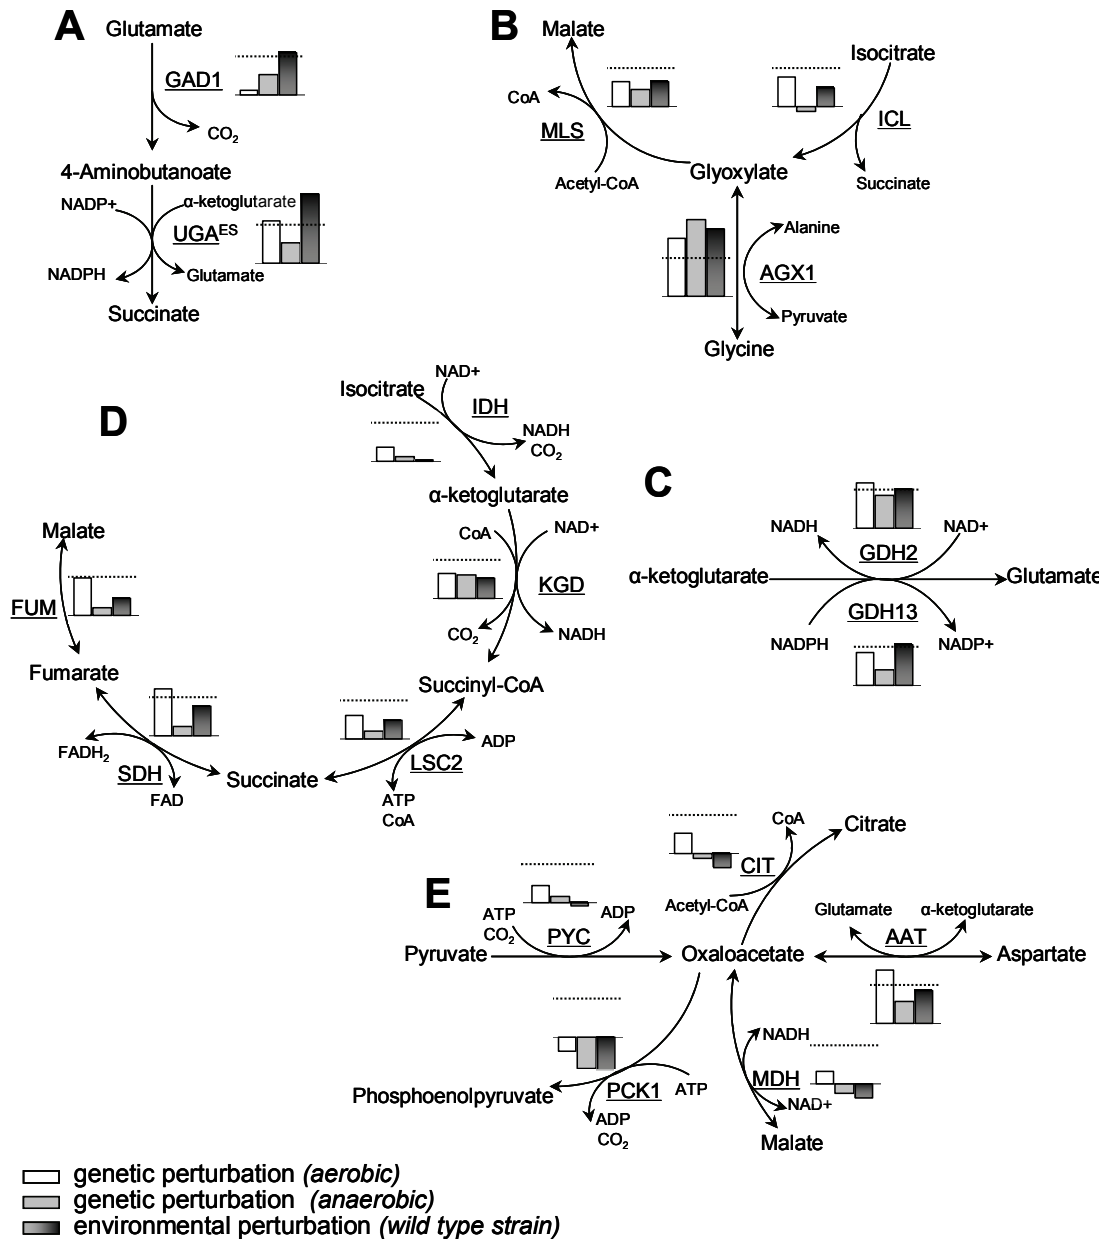 A
Glutamate
GAD1
CO2
4-Aminobutanoate
NADP+
α-ketoglutarate
UGAES
NADPH
Glutamate
Succinate
B
Malate
Isocitrate
CoA
MLS
ICL
Acetyl-CoA
Glyoxylate
Succinate
Alanine
AGX1
Pyruvate
Glycine
D
Isocitrate
NAD+
IDH
NADH
CO2
α-ketoglutarate
CoA
NAD+
KGD
CO2
NADH
Malate
FUM
Fumarate
Succinyl-CoA
FADH2
SDH
FAD
Succinate
LSC2
ADP
ATP
CoA
C
NADH
NAD+
GDH2
α-ketoglutarate
Glutamate
GDH13
NADPH
NADP+
E
CoA
Citrate
CIT
Acetyl-CoA
ATP
CO2
PYC
ADP
Glutamate
α-ketoglutarate
AAT
Pyruvate
Oxaloacetate
Aspartate
NADH
MDH
NAD+
Malate
Phosphoenolpyruvate
PCK1
ATP
ADP
CO2
genetic perturbation (aerobic)
genetic perturbation (anaerobic)
environmental perturbation (wild type strain)